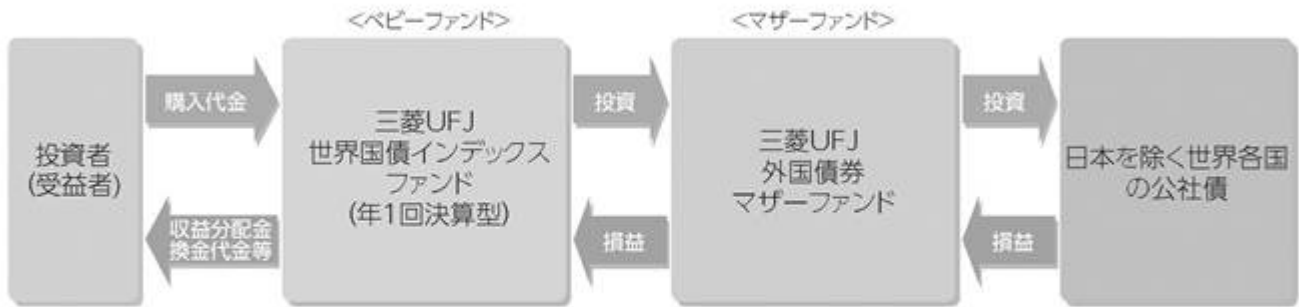 <ベビーファンド>
<マザーファンド>
投資者
(受益者)
購入代金
収益分配金
換金代金等
三菱UFJ
世界国債インデックス
ファンド
(年1回決算型)
投資
損益
三菱UFJ
外国債券
マザーファンド
投資
損益
日本を除く世界各国
の公社債